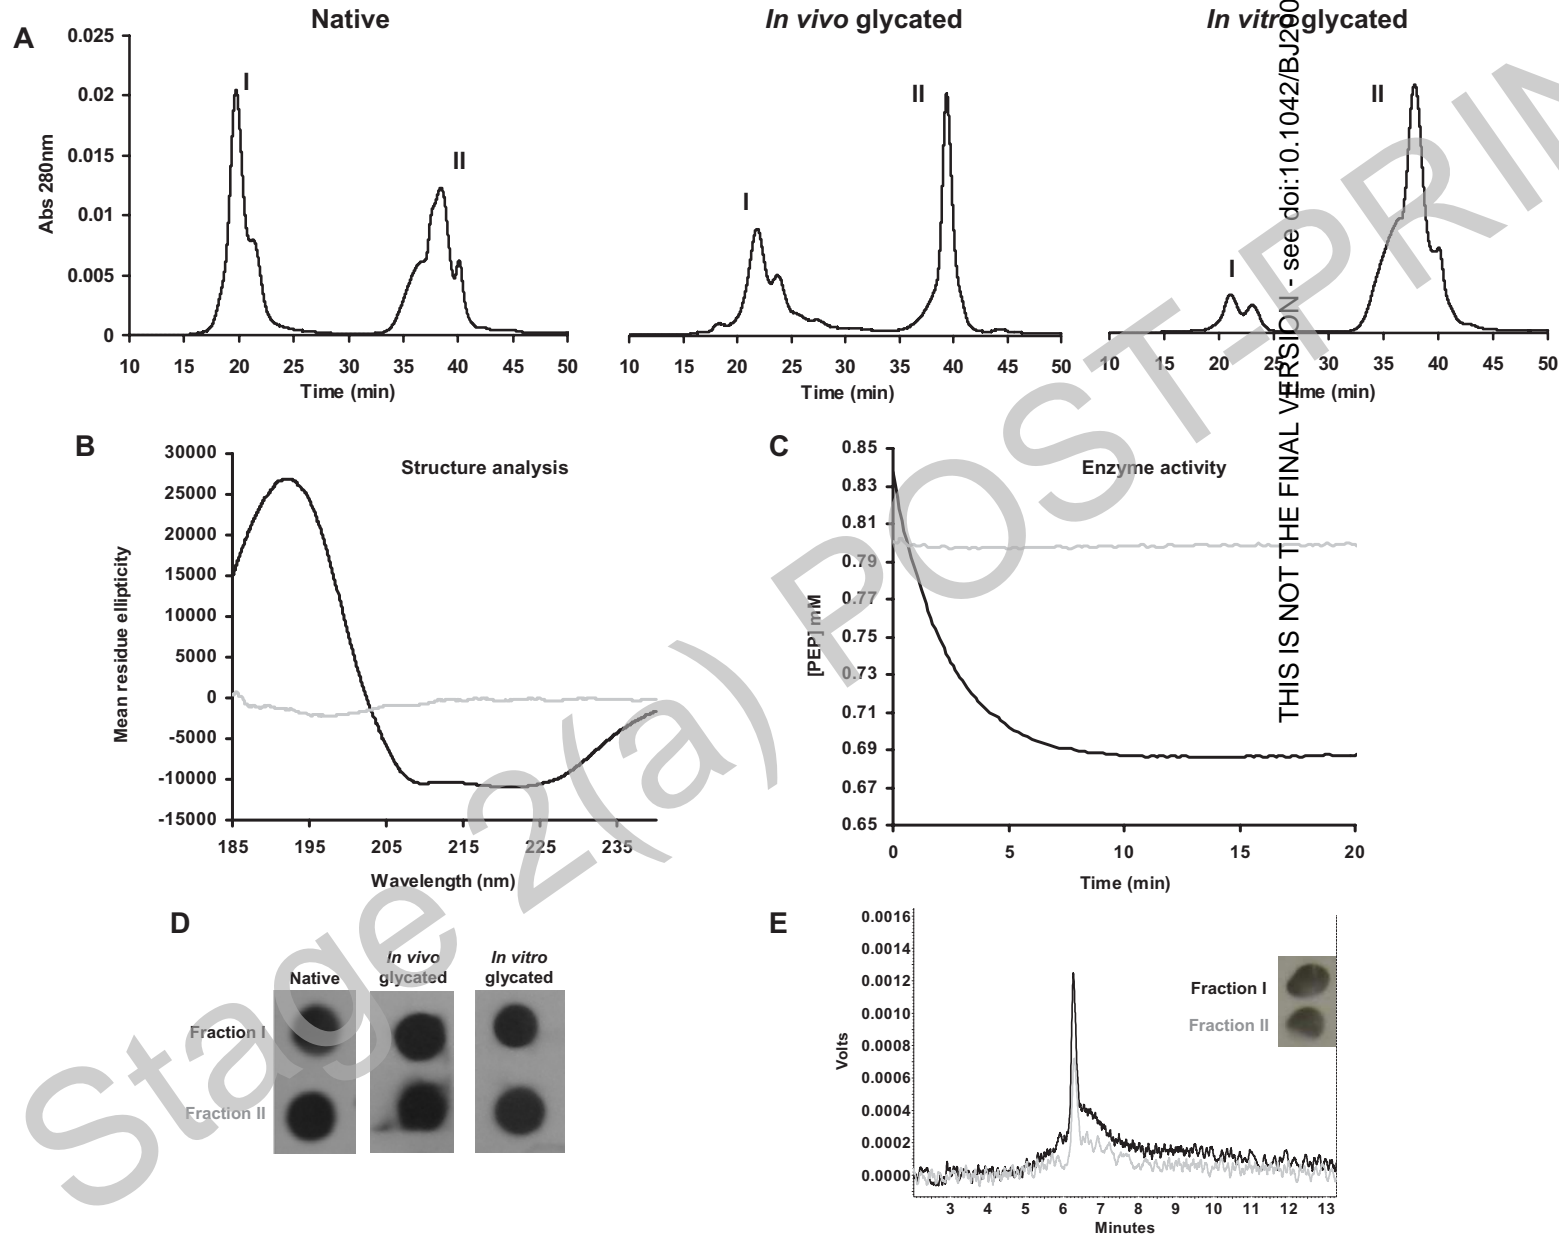 A
Native
In vivo glycated
In vitro glycated
0.025
0.02
0.015
0.01
0.005
0
Abs 280nm
I
II
I
II
I
II
10 15 20 25 30 35 40 45 50
10 15 20 25 30 35 40 45 50
10 15 20 25 30 35 40 45 50
Time (min)
Time (min)
Time (min)
B
Structure analysis
30000
25000
20000
15000
10000
5000
0
-5000
-10000
-15000
Mean residue ellipticity
185 195 205 215 225 235
Wavelength (nm)
C
Enzyme activity
0.85
0.83
0.81
0.79
0.77
0.75
0.73
0.71
0.69
0.67
0.65
[PEP] mM
0 5 10 15 20
Time (min)
D
Native
In vivo
glycated
In vitro
glycated
Fraction I
Fraction II
E
0.0016
0.0014
0.0012
0.0010
0.0008
0.0006
0.0004
0.0002
0.0000
Volts
Fraction I
Fraction II
3 4 5 6 7 8 9 10 11 12 13
Minutes
THIS IS NOT THE FINAL VERSION - see doi:10.1042/BJ200
Stage 2(a) POST-PRIN